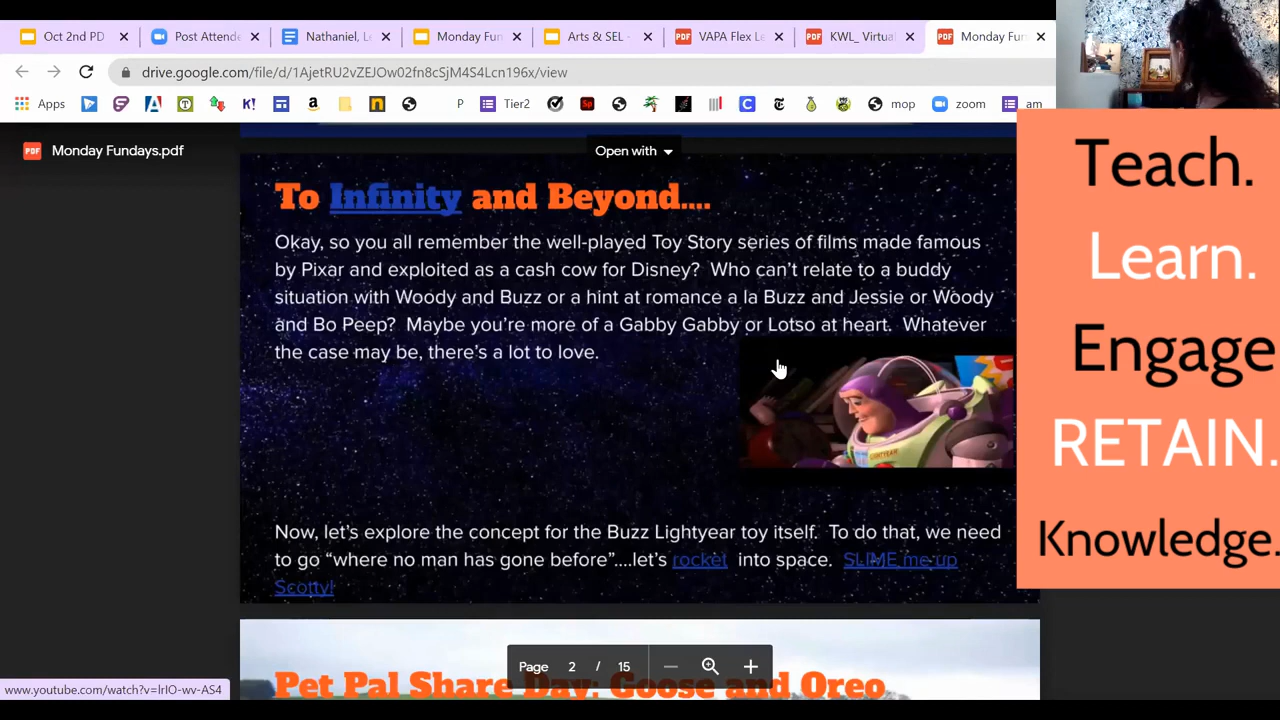 Oct 2nd PD
Post Attende
Nathaniel, Le
Monday Fun
Arts & SEL -
VAPA Flex Le
KWL_ Virtual
Monday Fun
drive.google.com/file/d/1AjetRU2vZEJOw02fn8cSjM4S4Lcn196x/view
Apps
P
Tier2
mop
zoom
am
PDF
Monday Fundays.pdf
Open with
To Infinity and Beyond....
Okay, so you all remember the well-played Toy Story series of films made famous
by Pixar and exploited as a cash cow for Disney? Who can't relate to a buddy
situation with Woody and Buzz or a hint at romance a la Buzz and Jessie or Woody
and Bo Peep? Maybe you're more of a Gabby Gabby or Lotso at heart. Whatever
the case may be, there's a lot to love.
LIGHTYEAR
Now, let's explore the concept for the Buzz Lightyear toy itself. To do that, we need
to go "where no man has gone before"....let's rocket into space. SLIME me up
Scotty!
Pet Pal Share Day: Goose and Oreo
Page 2 / 15
www.youtube.com/watch?v=lrIO-wv-AS4
Teach.
Learn.
Engage
RETAIN.
Knowledge.